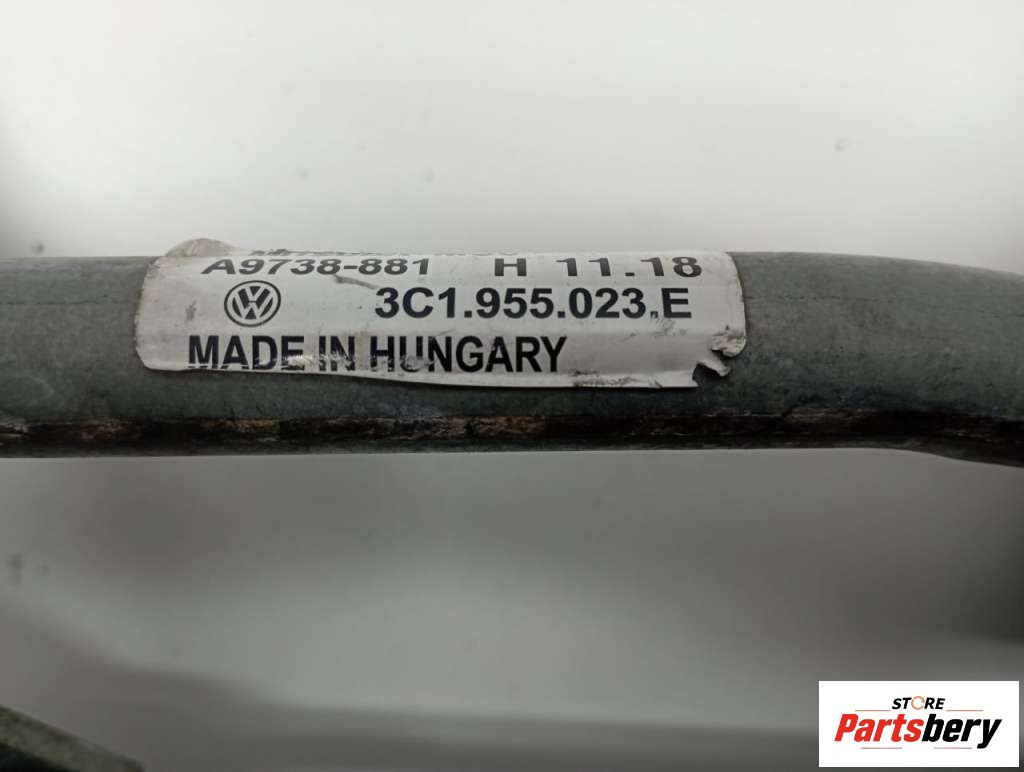 A9738-881 H 11.18
3C1.955.023.E
MADE IN HUNGARY
STORE
Partsbery